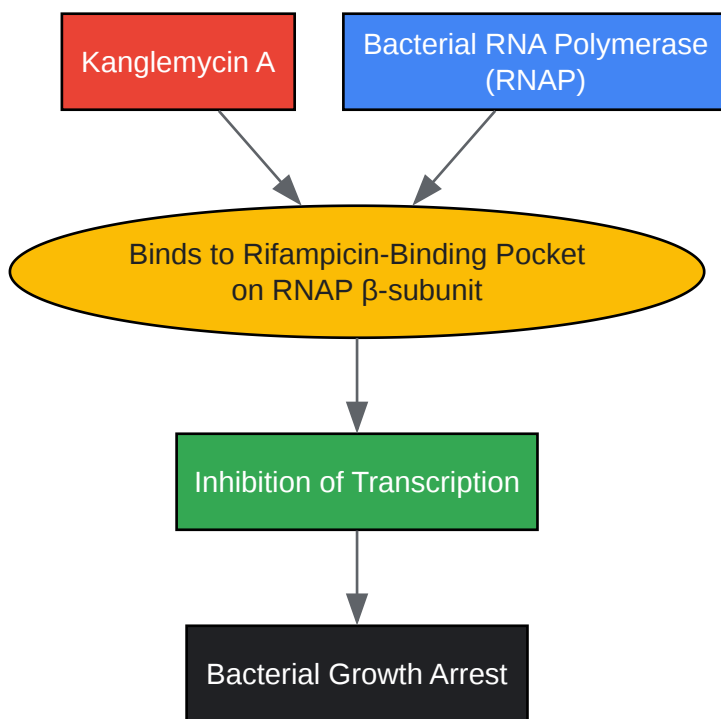 Kanglemycin A
Bacterial RNA Polymerase
(RNAP)
Binds to Rifampicin-Binding Pocket
on RNAP β-subunit
Inhibition of Transcription
Bacterial Growth Arrest